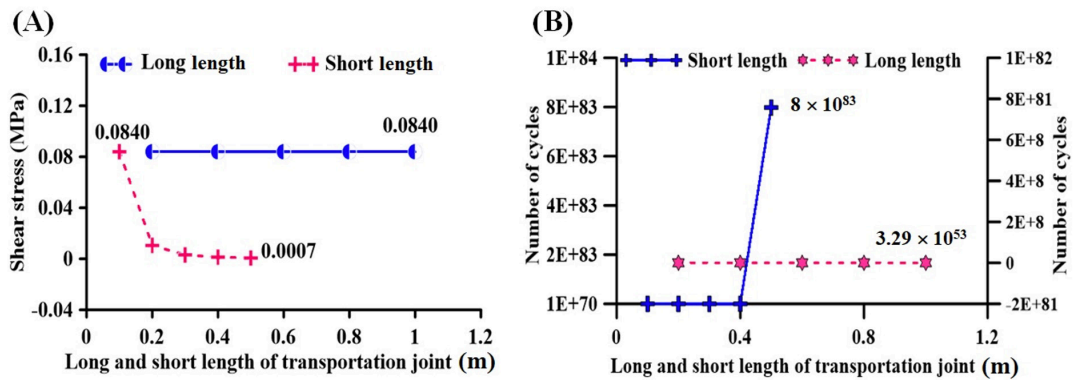 (A)
Long length
Short length
Shear stress (MPa)
0.16
0.12
0.08
0.04
0
-0.04
0.0840
0.0840
0.0007
0
0.2
0.4
0.6
0.8
1
1.2
Long and short length of transportation joint (m)
(B)
Short length
Long length
Number of cycles
1E+84
8E+83
6E+83
4E+83
2E+83
1E+70
8 × 10⁸³
3.29 × 10⁵³
1E+82
8E+81
6E+8
4E+8
2E+8
0
-2E+81
Number of cycles
0
0.4
0.8
1.2
Long and short length of transportation joint (m)